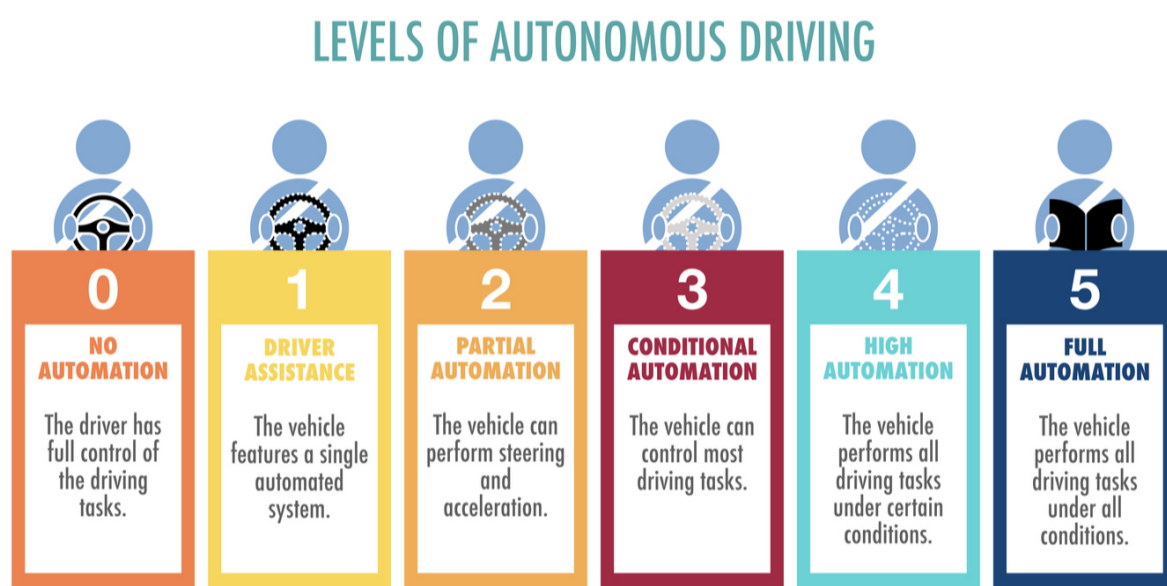 LEVELS OF AUTONOMOUS DRIVING
0
NO
AUTOMATION
The driver has
full control of
the driving
tasks.
1
DRIVER
ASSISTANCE
The vehicle
features a single
automated
system.
2
PARTIAL
AUTOMATION
The vehicle can
perform steering
and
acceleration.
3
CONDITIONAL
AUTOMATION
The vehicle can
control most
driving tasks.
4
HIGH
AUTOMATION
The vehicle
performs all
driving tasks
under certain
conditions.
5
FULL
AUTOMATION
The vehicle
performs all
driving tasks
under all
conditions.